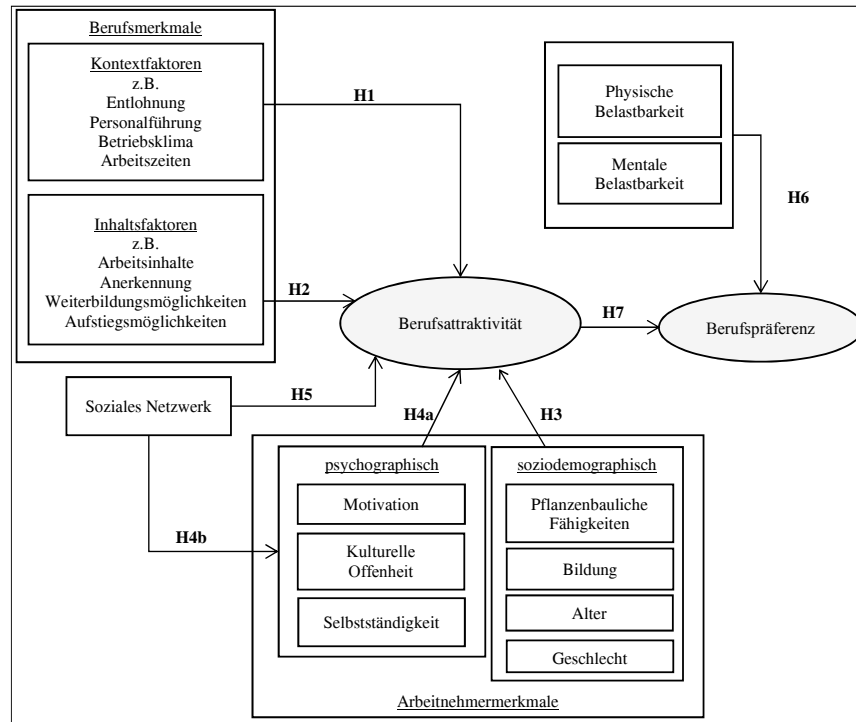 Berufsmerkmale
Kontextfaktoren
z.B.
Entlohnung
Personalführung
Betriebsklima
Arbeitszeiten
H1
Physische
Belastbarkeit
Mentale
Belastbarkeit
H6
Inhaltsfaktoren
z.B.
Arbeitsinhalte
Anerkennung
Weiterbildungsmöglichkeiten
Aufstiegsmöglichkeiten
H2
Berufsattraktivität
H7
Berufspräferenz
Soziales Netzwerk
H5
H4a
H3
H4b
psychographisch
Motivation
Kulturelle
Offenheit
Selbstständigkeit
soziodemographisch
Pflanzenbauliche
Fähigkeiten
Bildung
Alter
Geschlecht
Arbeitnehmermerkmale